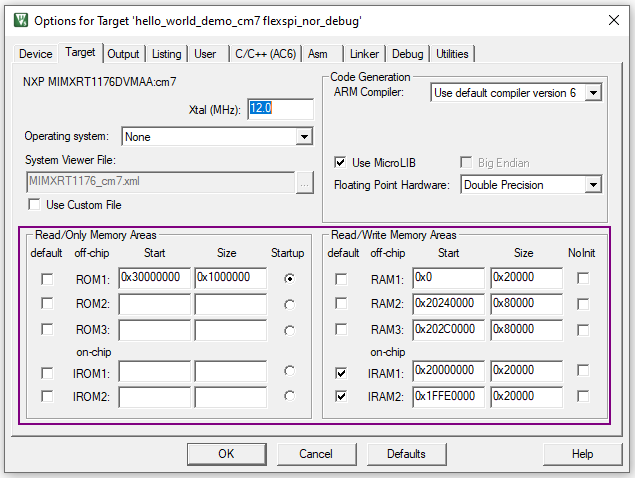 Options for Target 'hello_world_demo_cm7 flexspi_nor_debug'
Device Target Output Listing User C/C++ (AC6) Asm Linker Debug Utilities
NXP MIMXRT1176DVMAA:cm7
Xtal (MHz): 12.0
Operating system: None
System Viewer File:
MIMXRT1176_cm7.xml ...
Use Custom File
Code Generation
ARM Compiler: Use default compiler version 6
Use MicroLIB Big Endian
Floating Point Hardware: Double Precision
Read/Only Memory Areas
default off-chip Start Size Startup
ROM1: 0x30000000 0x1000000
ROM2:
ROM3:
on-chip
IROM1:
IROM2:
Read/Write Memory Areas
default off-chip Start Size NoInit
RAM1: 0x0 0x20000
RAM2: 0x20240000 0x80000
RAM3: 0x202C0000 0x80000
on-chip
IRAM1: 0x20000000 0x20000
IRAM2: 0x1FFE0000 0x20000
OK Cancel Defaults Help